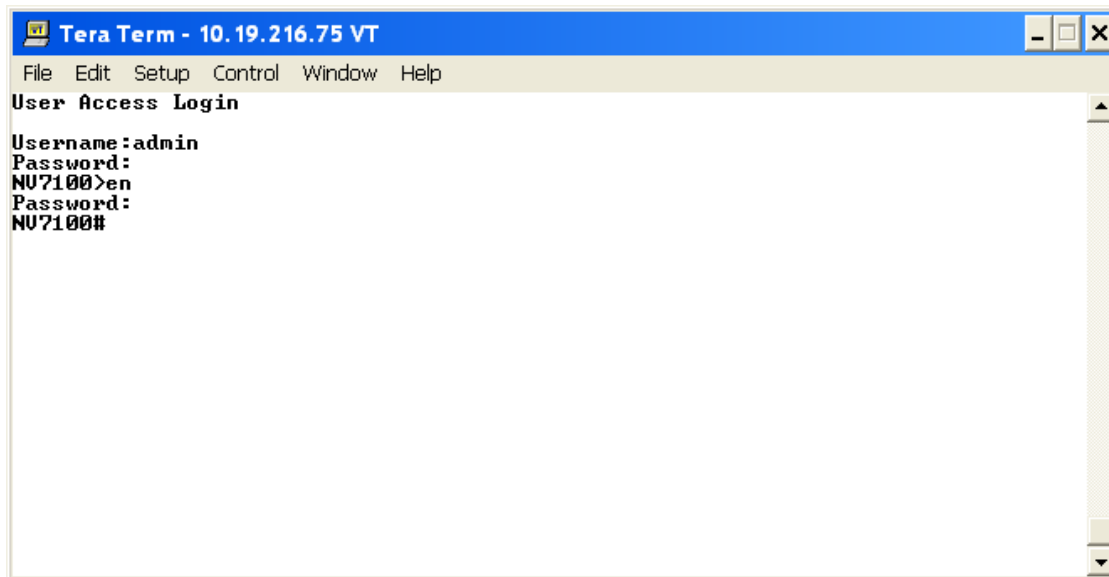 Tera Term - 10.19.216.75 VT
File Edit Setup Control Window Help
User Access Login
Username:admin
Password:
NV7100>en
Password:
NV7100#